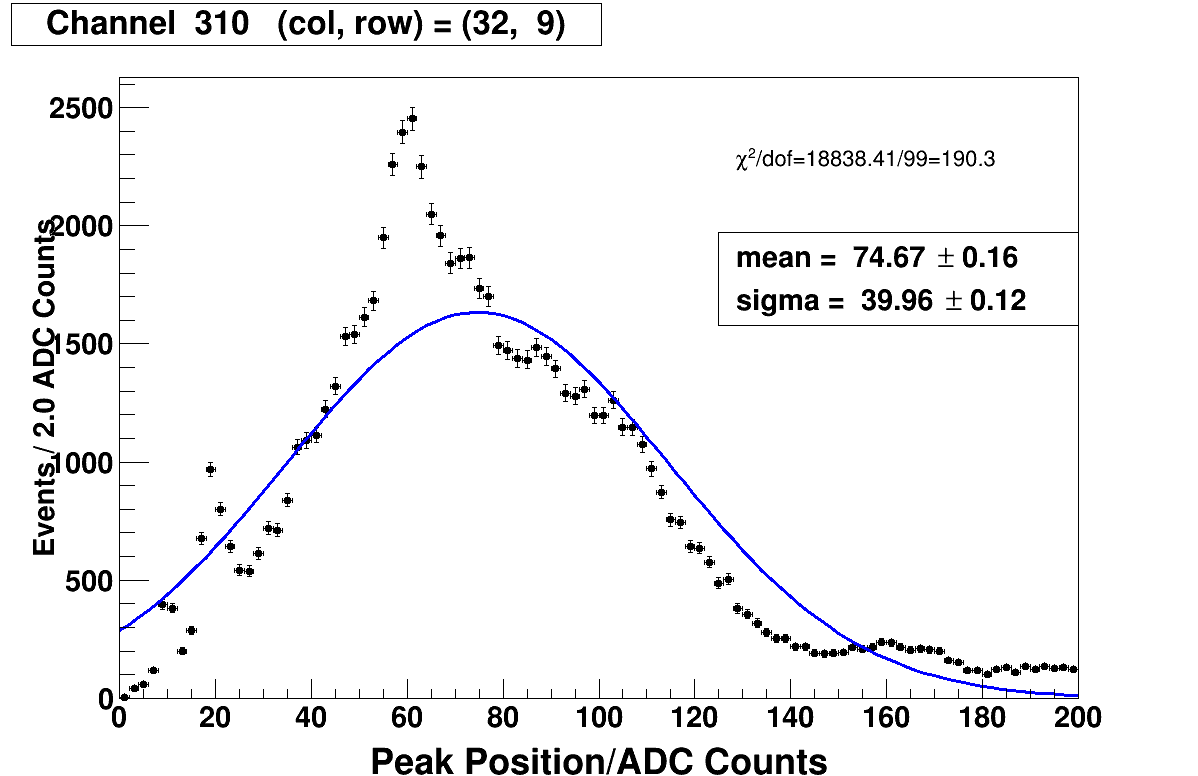 Channel 310 (col, row) = (32, 9)
2500
2000
1500
1000
500
0
Events / 2.0 ADC Counts
χ²/dof=18838.41/99=190.3
mean = 74.67 ± 0.16
sigma = 39.96 ± 0.12
0 20 40 60 80 100 120 140 160 180 200
Peak Position/ADC Counts